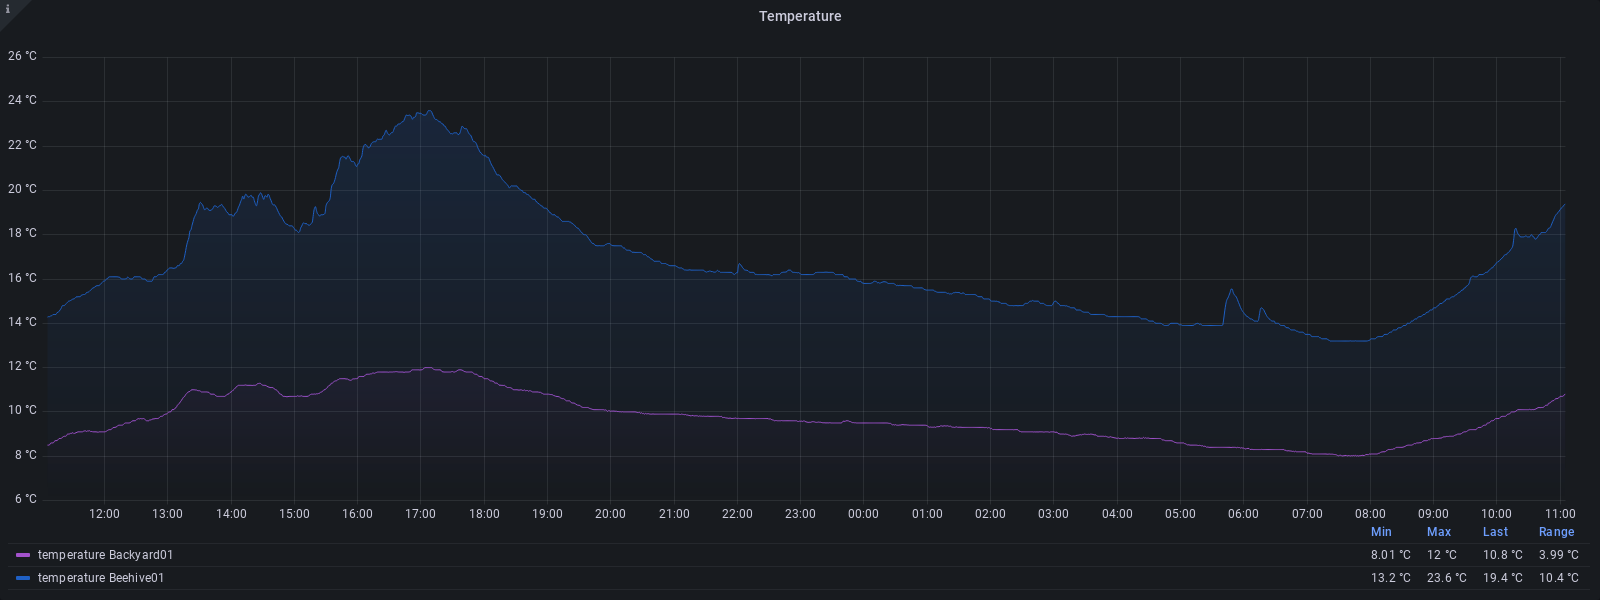 i
Temperature
26 °C
24 °C
22 °C
20 °C
18 °C
16 °C
14 °C
12 °C
10 °C
8 °C
6 °C
12:00 13:00 14:00 15:00 16:00 17:00 18:00 19:00 20:00 21:00 22:00 23:00 00:00 01:00 02:00 03:00 04:00 05:00 06:00 07:00 08:00 09:00 10:00 11:00
Min Max Last Range
temperature Backyard01 8.01 °C 12 °C 10.8 °C 3.99 °C
temperature Beehive01 13.2 °C 23.6 °C 19.4 °C 10.4 °C